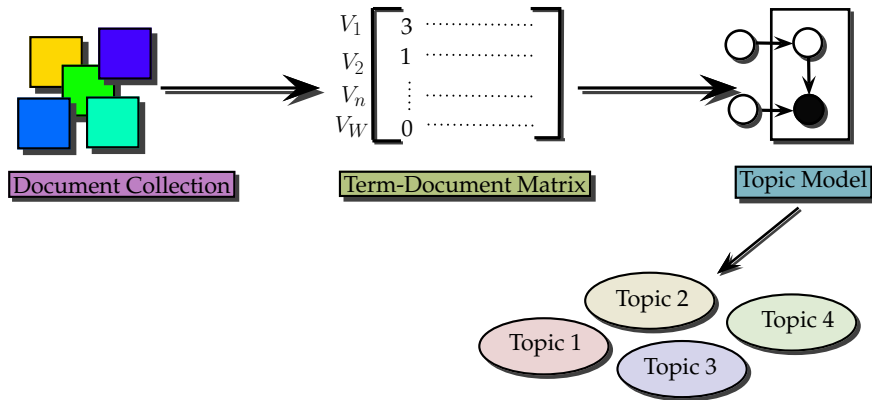 V₁ 3 ....................
V₂ 1 ....................
Vₙ ⋮ ....................
V_W 0 ....................
Document Collection
Term-Document Matrix
Topic Model
Topic 2
Topic 4
Topic 1
Topic 3